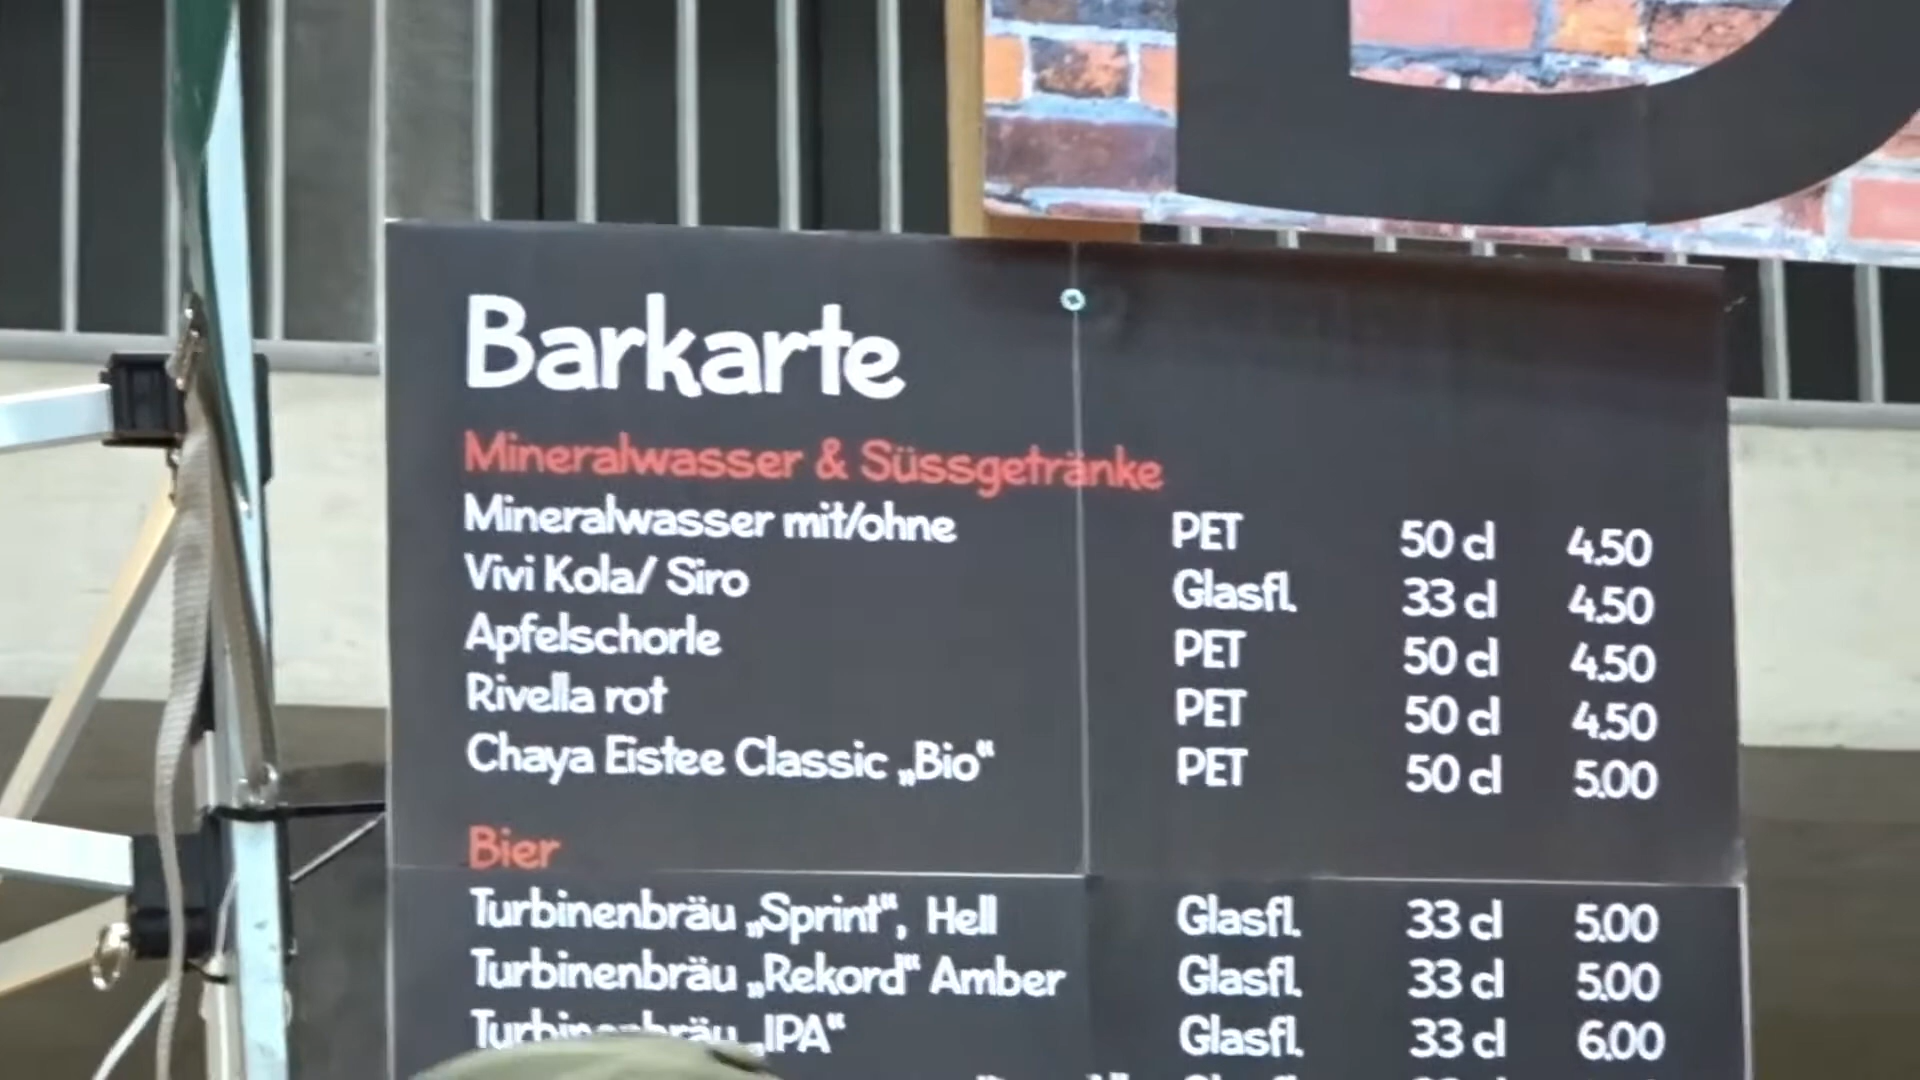 Barkarte
Mineralwasser & Süssgetränke
Mineralwasser mit/ohne PET 50 cl 4.50
Vivi Kola/ Siro Glasfl. 33 cl 4.50
Apfelschorle PET 50 cl 4.50
Rivella rot PET 50 cl 4.50
Chaya Eistee Classic „Bio“ PET 50 cl 5.00
Bier
Turbinenbräu „Sprint“, Hell Glasfl. 33 cl 5.00
Turbinenbräu „Rekord“ Amber Glasfl. 33 cl 5.00
Turbinenbräu „IPA“ Glasfl. 33 cl 6.00